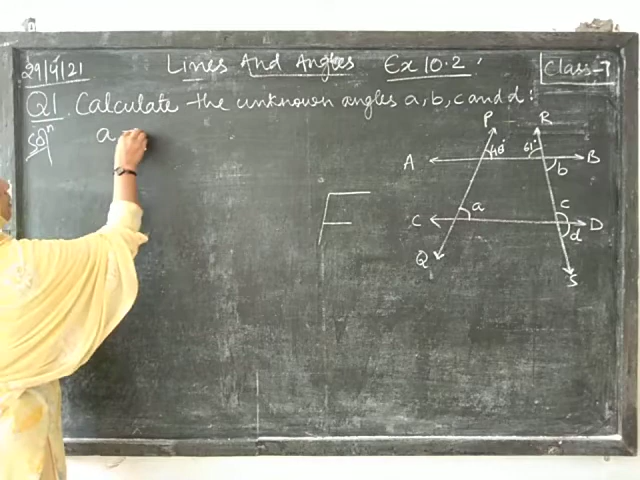 29/4/21 Lines And Angles Ex 10.2 Class-7
Q1. Calculate the unknown angles a, b, c and d:
Solⁿ a
P R
A 48° 61° B
b
F
C a c D
d
Q
S